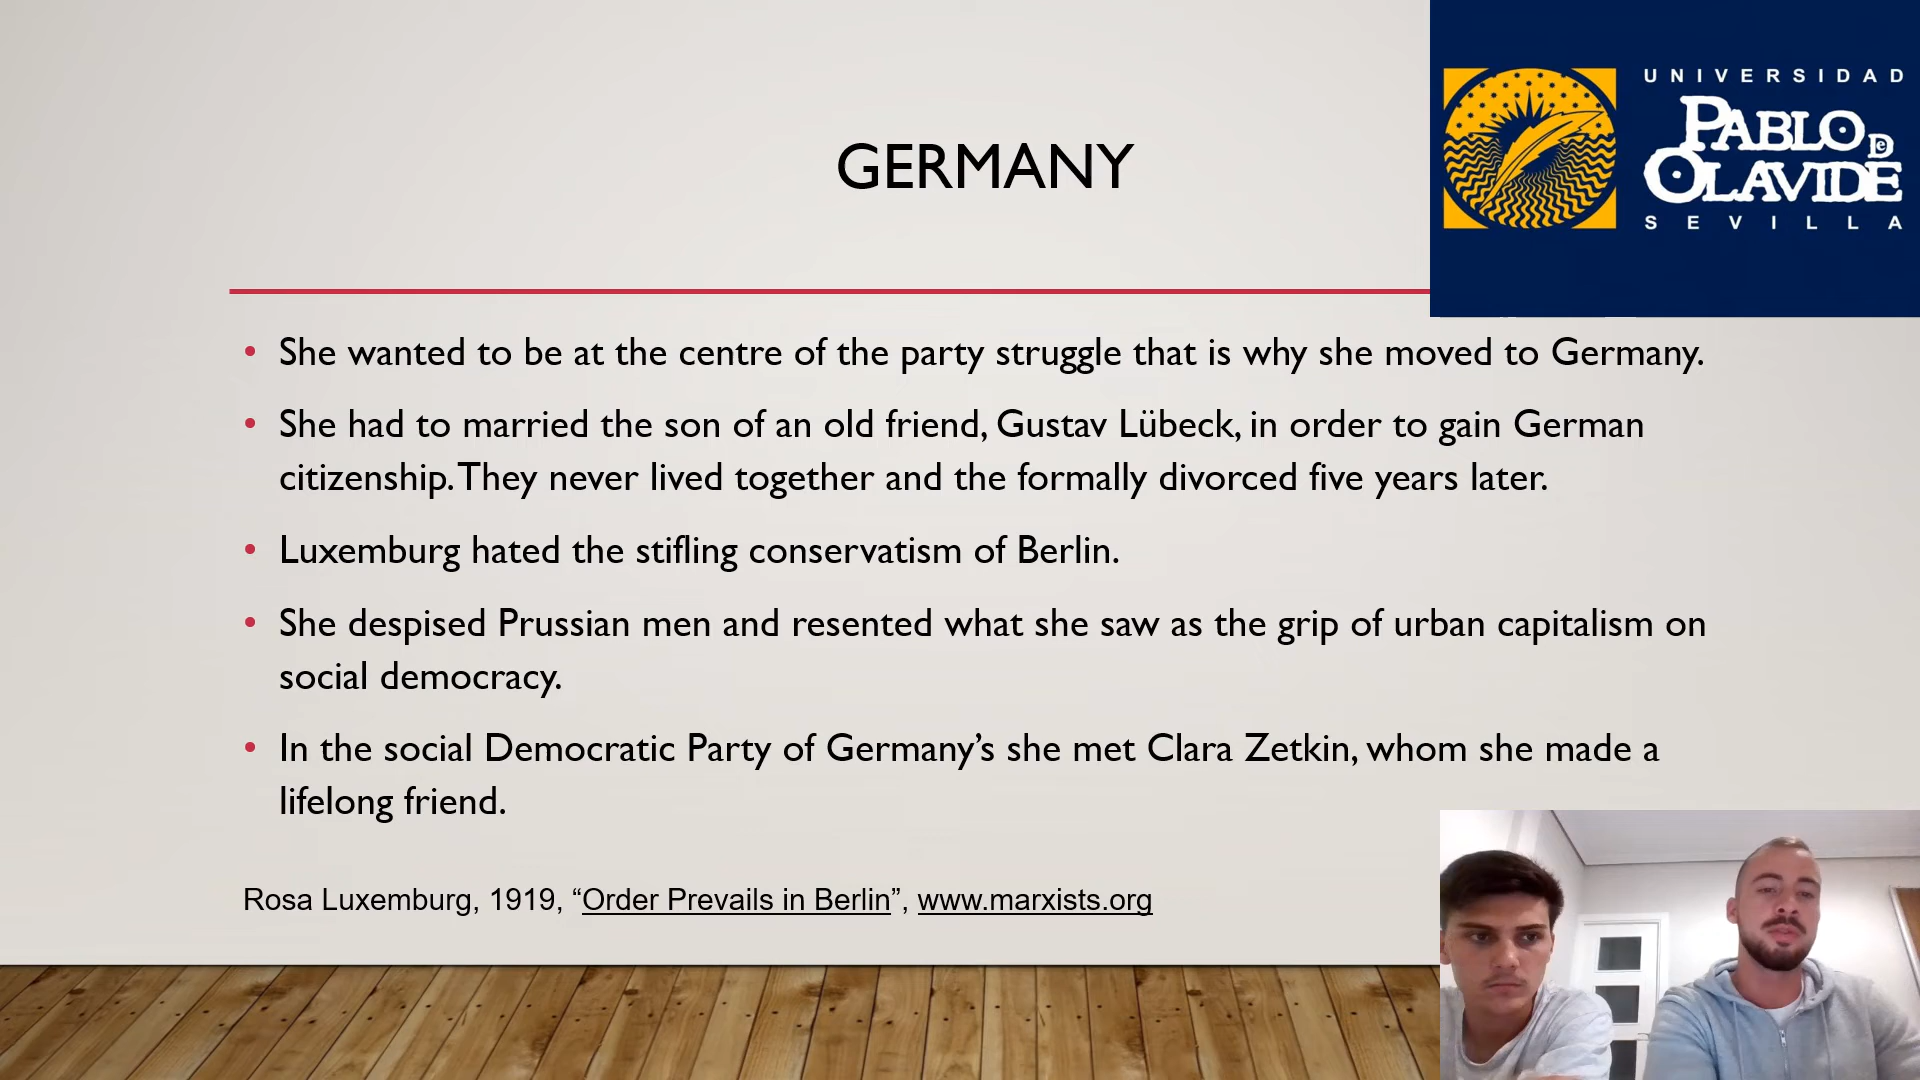 GERMANY
UNIVERSIDAD
PABLO DE
OLAVIDE
SEVILLA
• She wanted to be at the centre of the party struggle that is why she moved to Germany.
• She had to married the son of an old friend, Gustav Lübeck, in order to gain German
citizenship. They never lived together and the formally divorced five years later.
• Luxemburg hated the stifling conservatism of Berlin.
• She despised Prussian men and resented what she saw as the grip of urban capitalism on
social democracy.
• In the social Democratic Party of Germany’s she met Clara Zetkin, whom she made a
lifelong friend.
Rosa Luxemburg, 1919, “Order Prevails in Berlin”, www.marxists.org